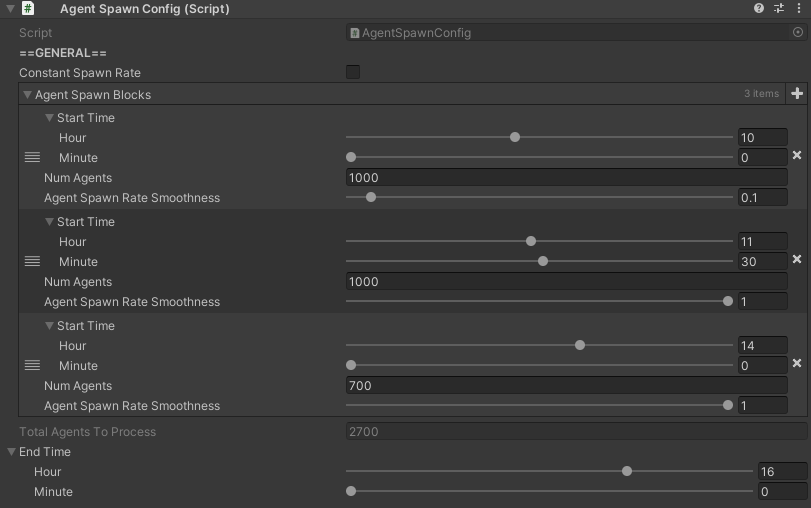 # Agent Spawn Config (Script)
Script # AgentSpawnConfig
==GENERAL==
Constant Spawn Rate
Agent Spawn Blocks 3 items +
Start Time
Hour 10
Minute 0
Num Agents 1000
Agent Spawn Rate Smoothness 0.1
Start Time
Hour 11
Minute 30
Num Agents 1000
Agent Spawn Rate Smoothness 1
Start Time
Hour 14
Minute 0
Num Agents 700
Agent Spawn Rate Smoothness 1
Total Agents To Process 2700
End Time
Hour 16
Minute 0